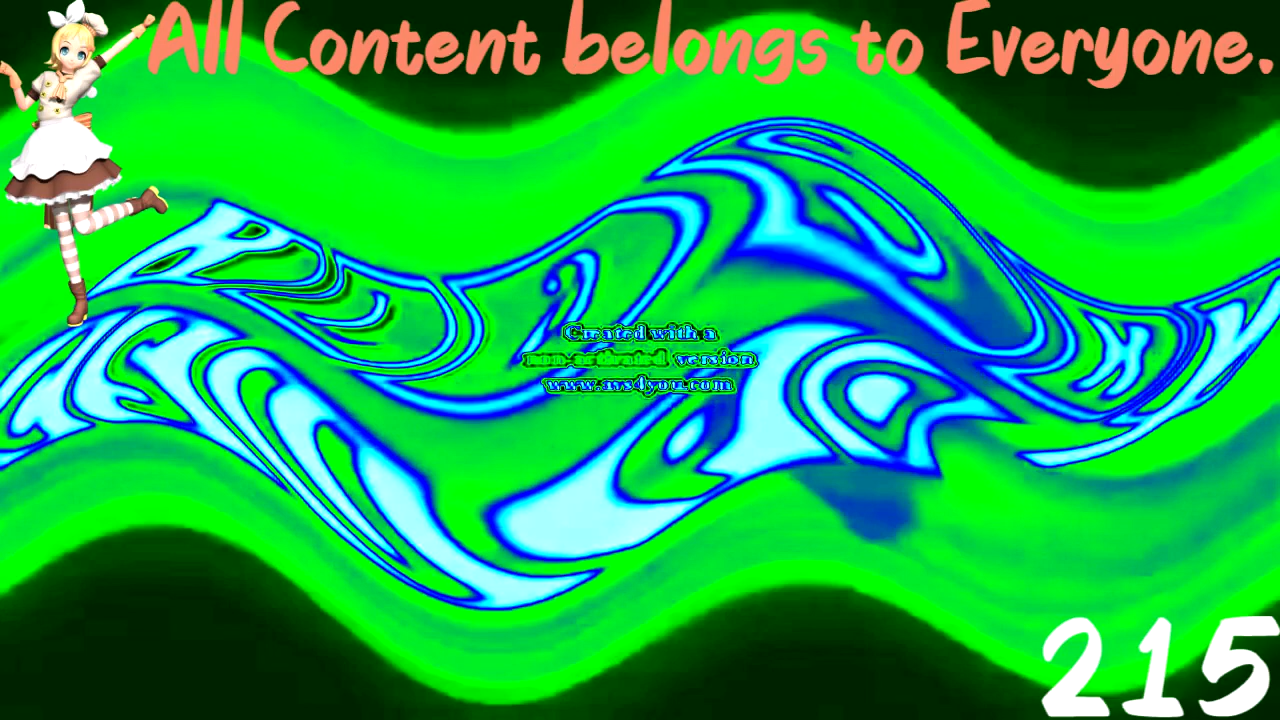 All Content belongs to Everyone.
Created with a
non-activated version
www.avs4you.com
215